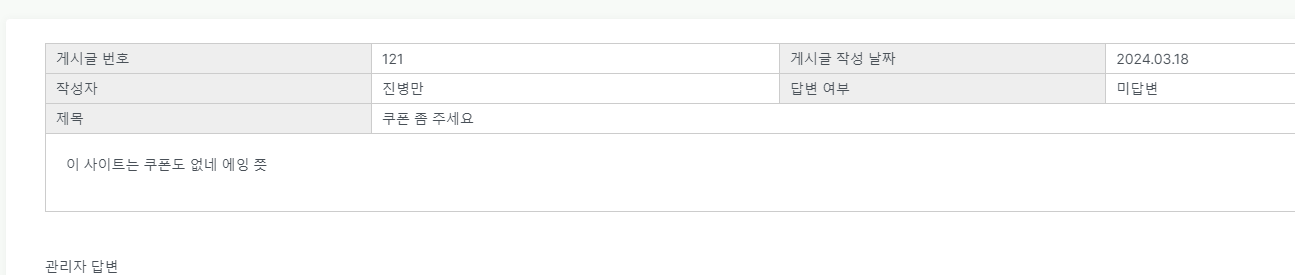 게시글 번호 121 게시글 작성 날짜 2024.03.18
작성자 진병만 답변 여부 미답변
제목 쿠폰 좀 주세요
이 사이트는 쿠폰도 없네 에잉 쯧
관리자 답변